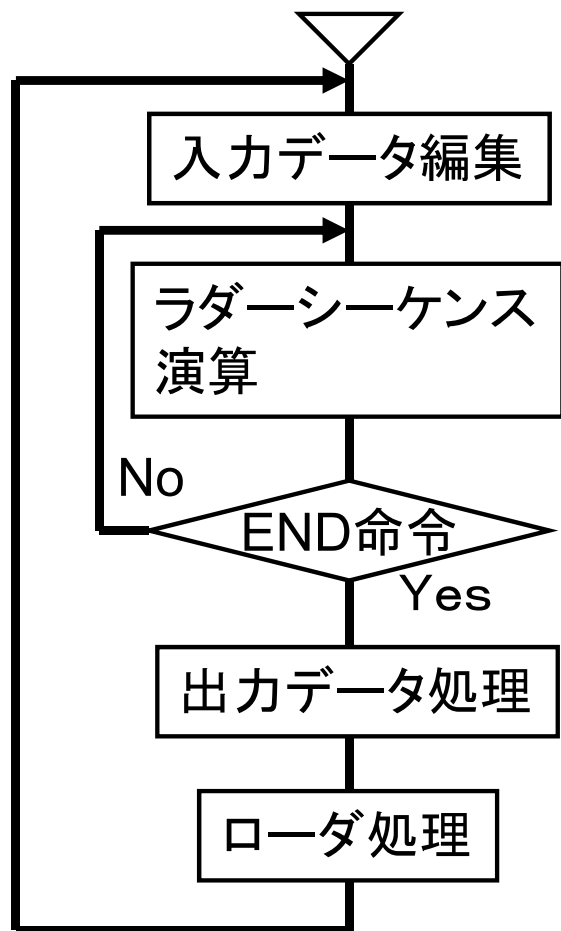 入力データ編集
ラダーシーケンス
演算
No
END命令
Yes
出力データ処理
ローダ処理